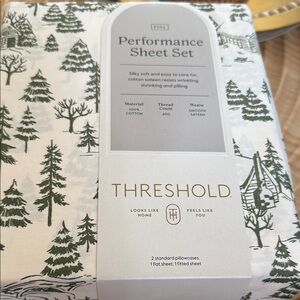 FULL
Performance
Sheet Set
Silky soft and easy to care for,
cotton sateen resists wrinkling,
shrinking and pilling
Material Thread Count Weave
100% COTTON 400 SMOOTH SATEEN
THRESHOLD
LOOKS LIKE HOME FEELS LIKE YOU
2 standard pillowcases,
1 flat sheet, 1 fitted sheet